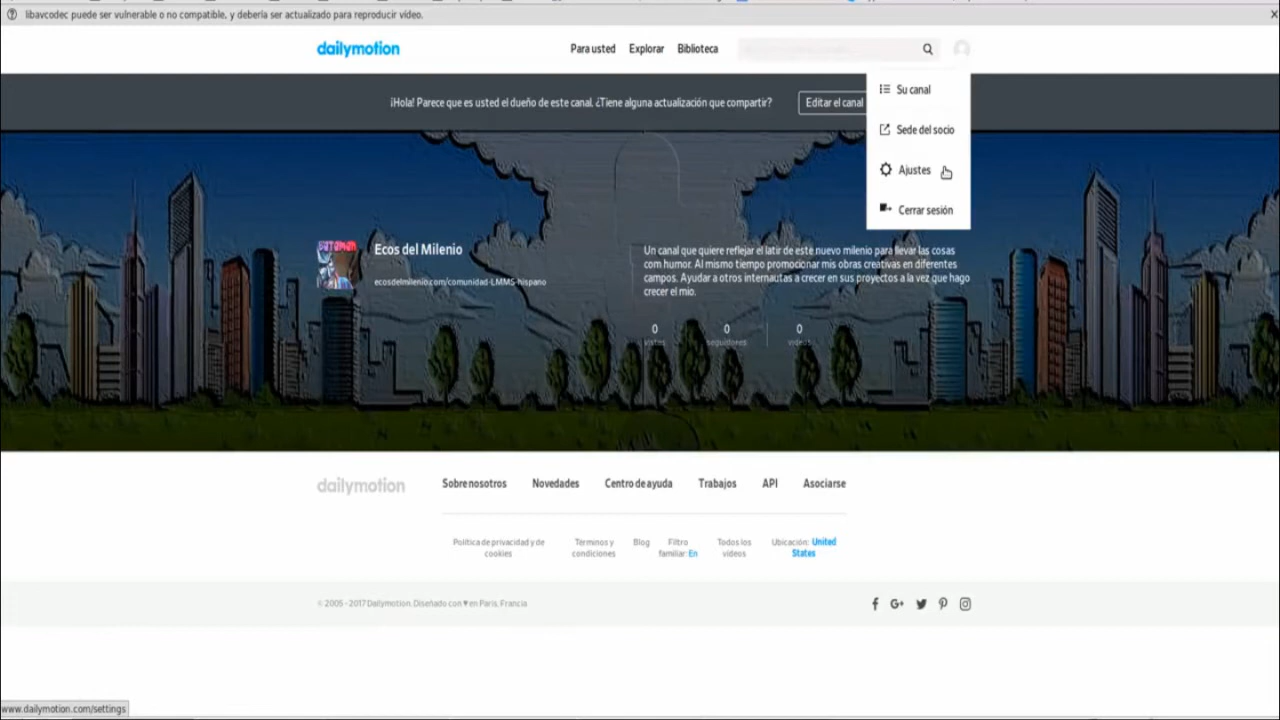 libavcodec puede ser vulnerable o no compatible, y debería ser actualizado para reproducir vídeo.
dailymotion
Para usted Explorar Biblioteca
Su canal
¡Hola! Parece que es usted el dueño de este canal. ¿Tiene alguna actualización que compartir?
Editar el canal
Sede del socio
Ajustes
Cerrar sesión
Ecos del Milenio
ecosdelmilenio.com/comunidad-LMMS-hispano
Un canal que quiere reflejar el latir de este nuevo milenio para llevar las cosas
com humor. Al mismo tiempo promocionar mis obras creativas en diferentes
campos. Ayudar a otros internautas a crecer en sus proyectos a la vez que hago
crecer el mio.
0 0 0
vistas seguidores vídeos
dailymotion
Sobre nosotros Novedades Centro de ayuda Trabajos API Asociarse
Política de privacidad y de
cookies
Términos y
condiciones
Blog
Filtro
familiar: En
Todos los
vídeos
Ubicación: United
States
© 2005 - 2017 Dailymotion. Diseñado con ♥ en París, Francia
www.dailymotion.com/settings